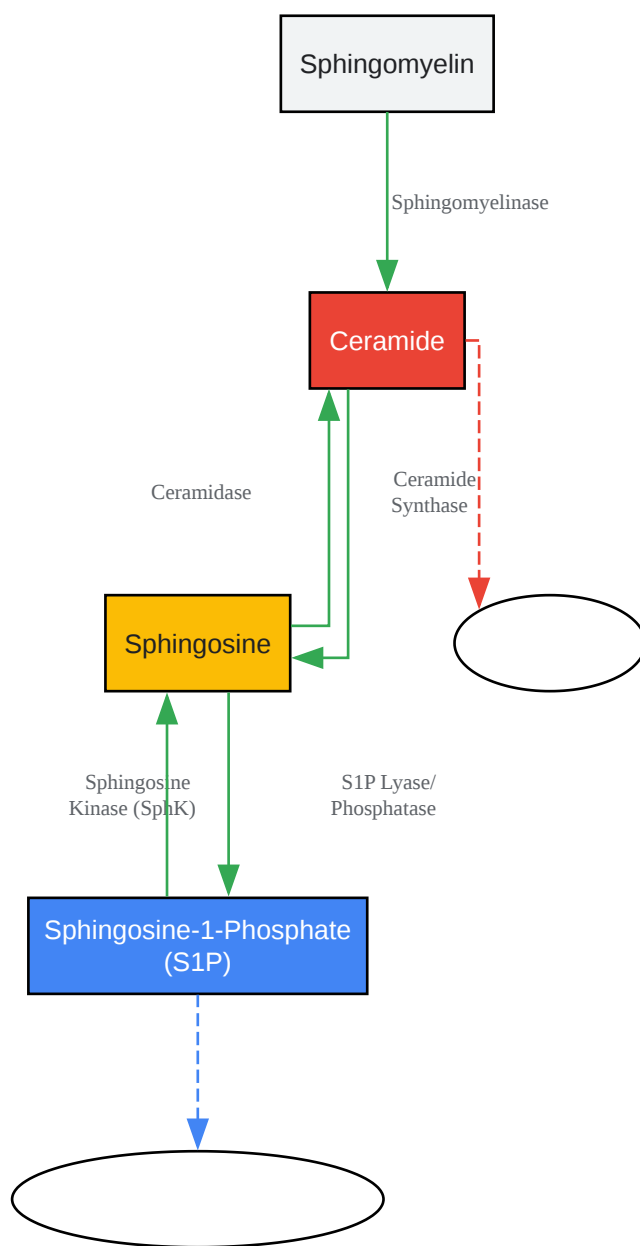 Sphingomyelin
Sphingomyelinase
Ceramide
Ceramidase
Ceramide
Synthase
Sphingosine
Sphingosine
Kinase (SphK)
S1P Lyase/
Phosphatase
Sphingosine-1-Phosphate
(S1P)